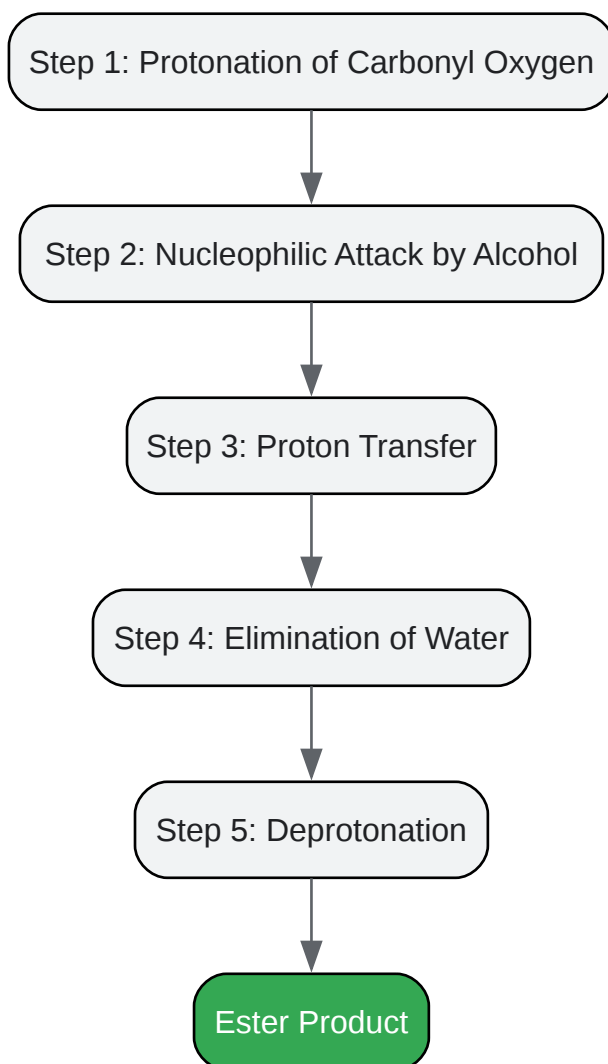 Step 1: Protonation of Carbonyl Oxygen
Step 2: Nucleophilic Attack by Alcohol
Step 3: Proton Transfer
Step 4: Elimination of Water
Step 5: Deprotonation
Ester Product